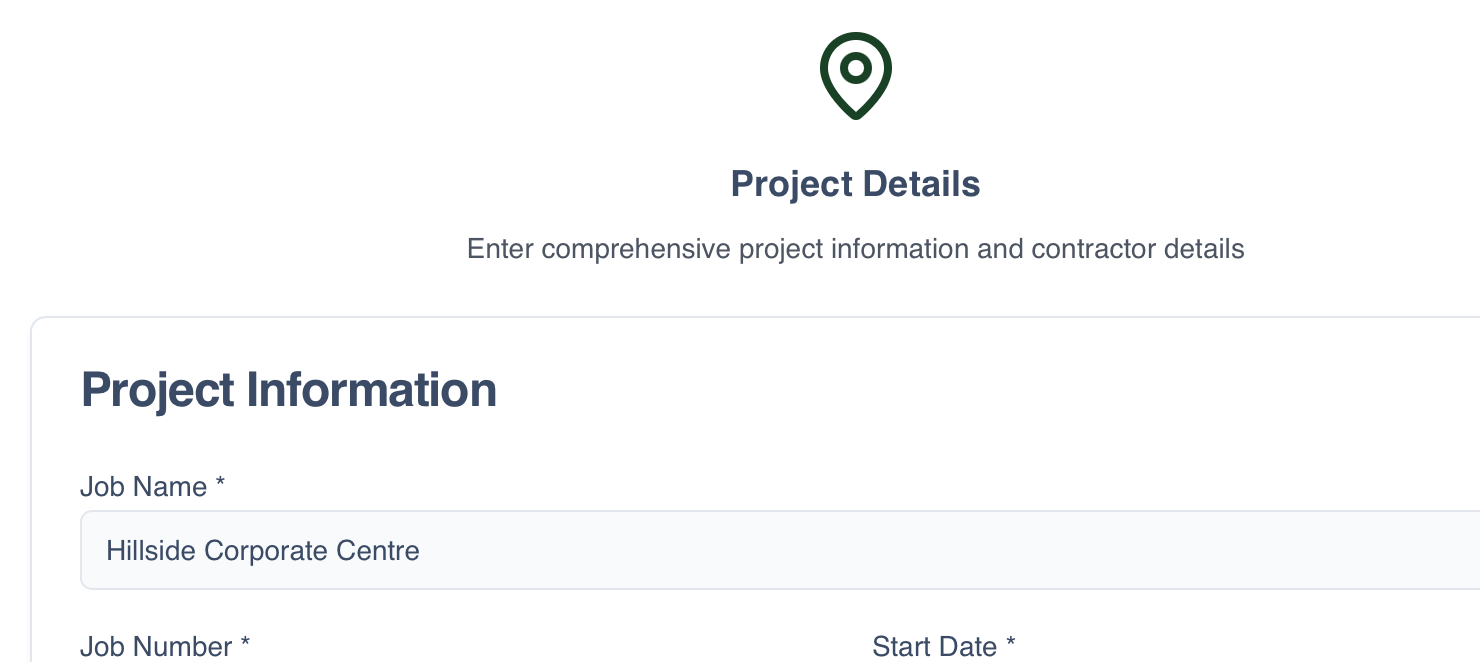 Project Details
Enter comprehensive project information and contractor details
Project Information
Job Name *
Hillside Corporate Centre
Job Number * Start Date *